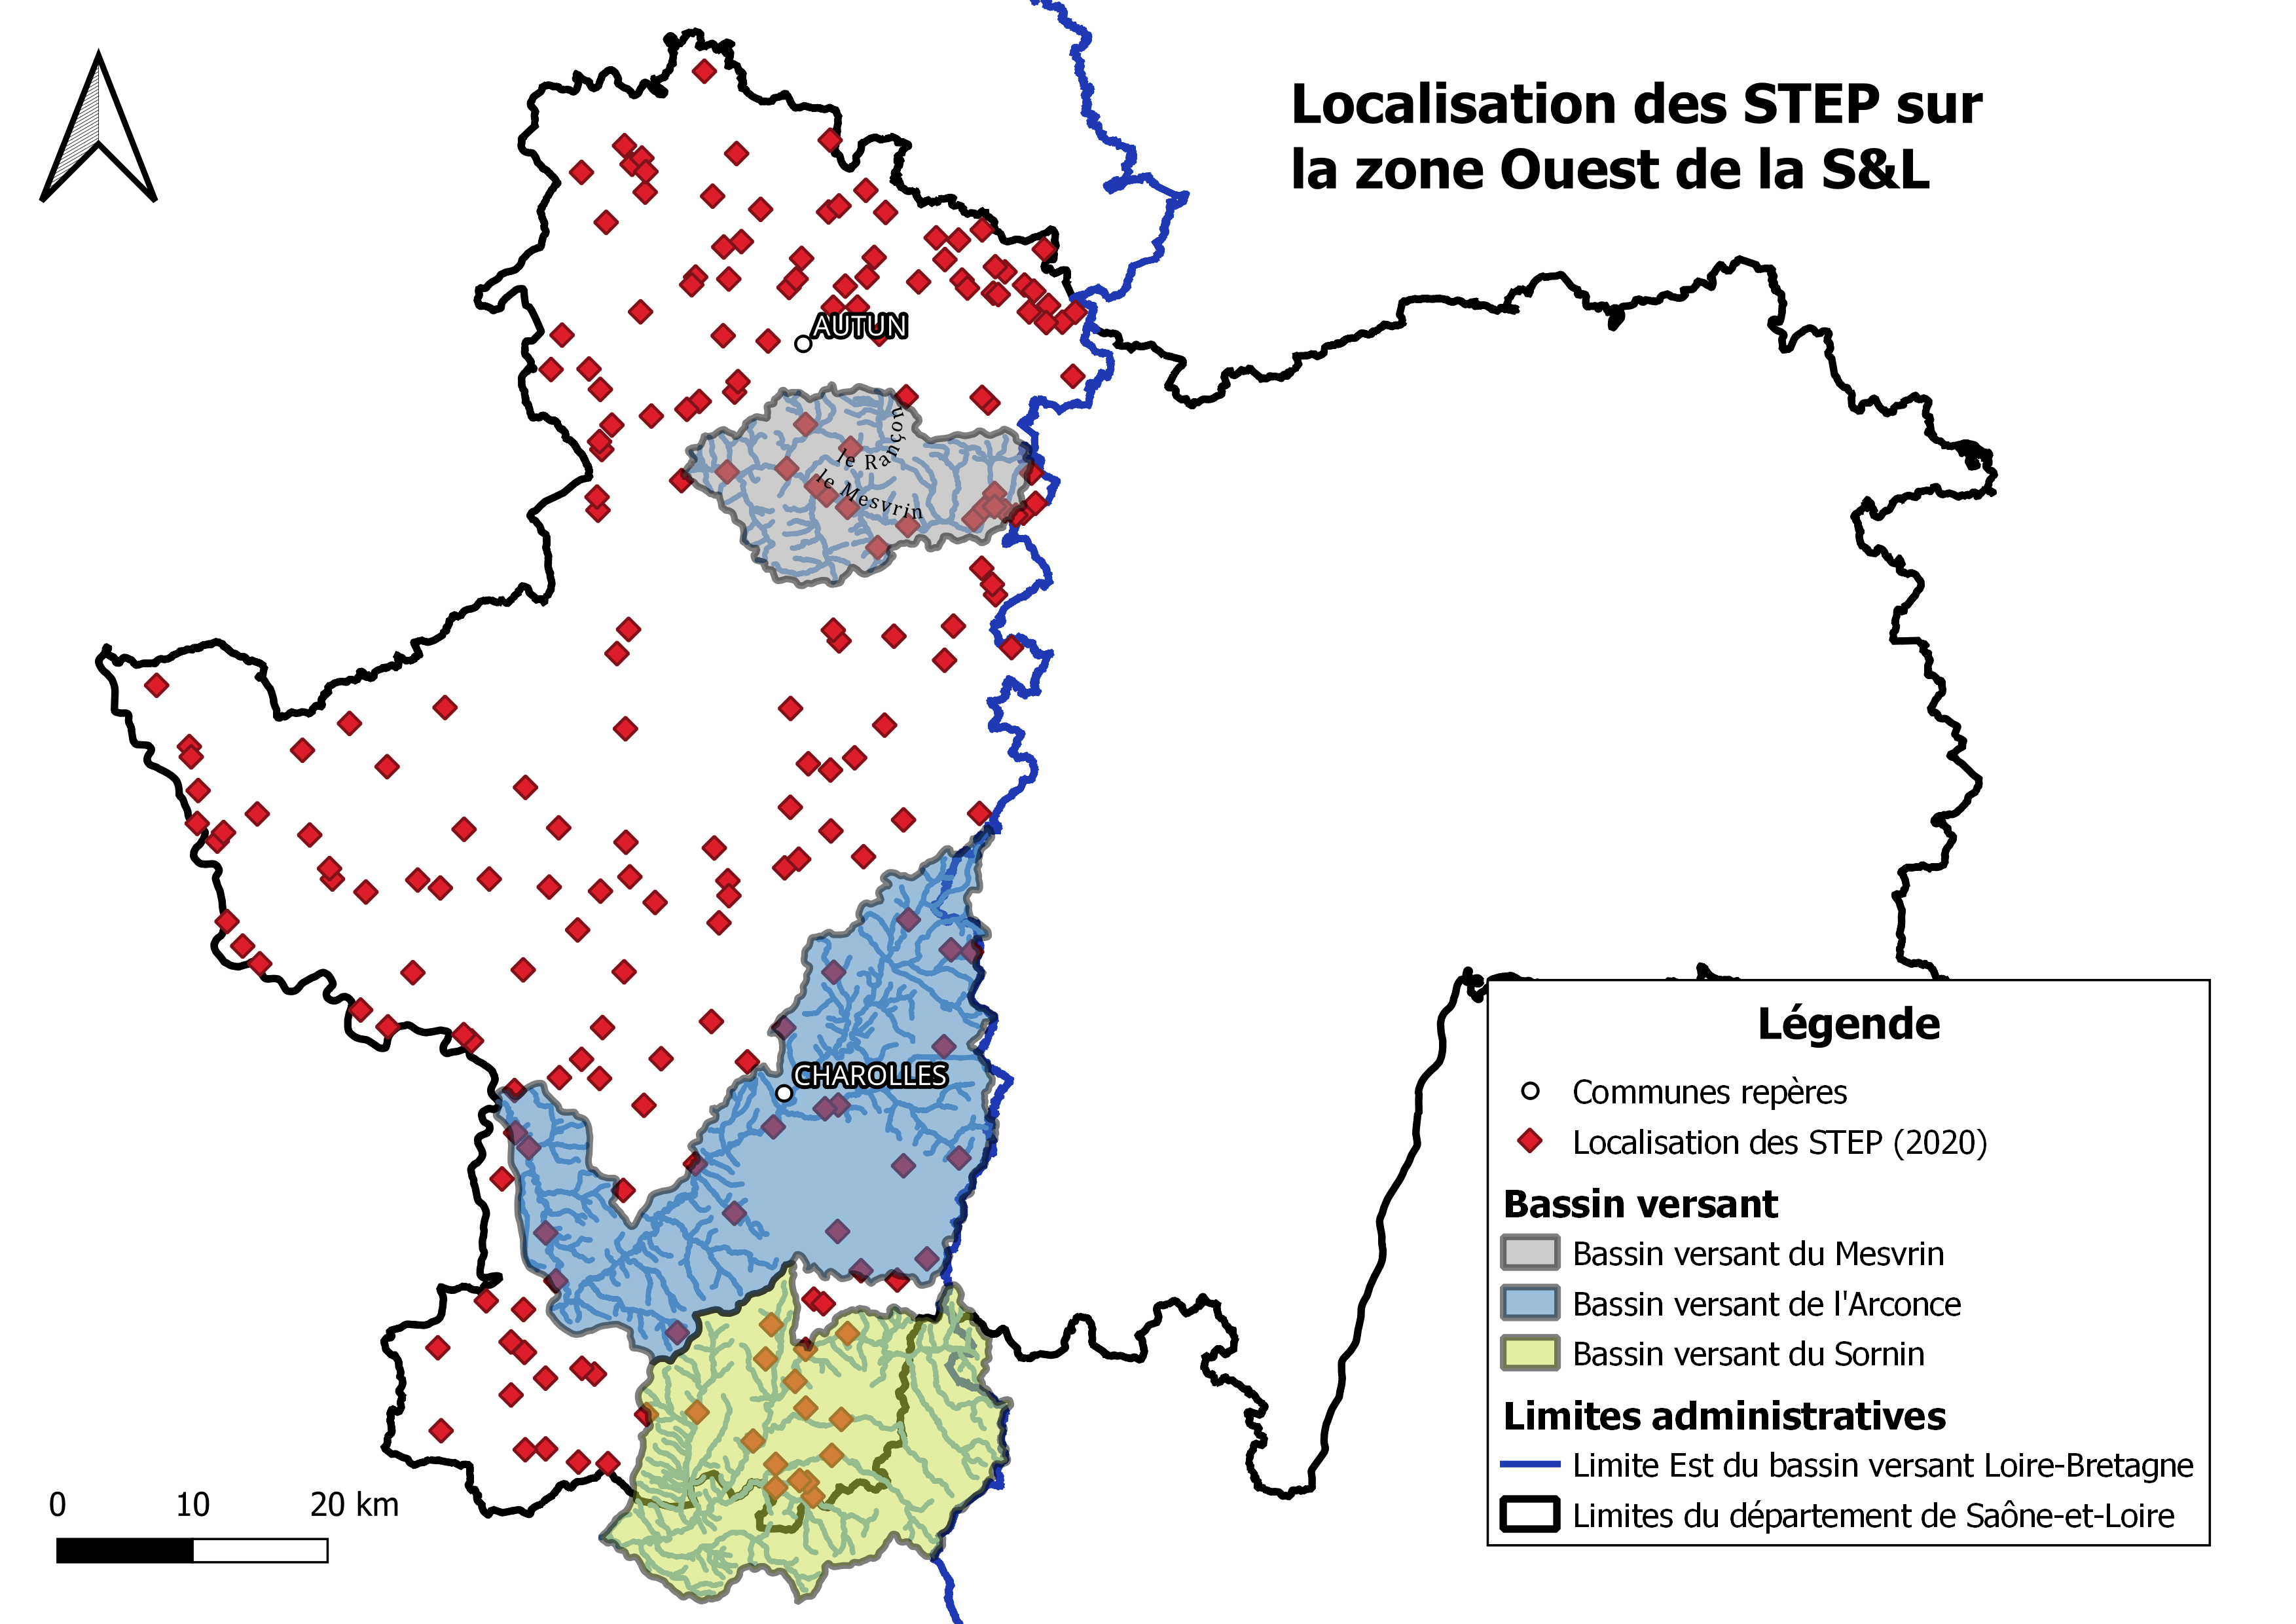 Localisation des STEP sur
la zone Ouest de la S&L
AUTUN
le Rançou
le Mesvrin
CHAROLLES
Légende
Communes repères
Localisation des STEP (2020)
Bassin versant
Bassin versant du Mesvrin
Bassin versant de l'Arconce
Bassin versant du Sornin
Limites administratives
Limite Est du bassin versant Loire-Bretagne
Limites du département de Saône-et-Loire
0 10 20 km